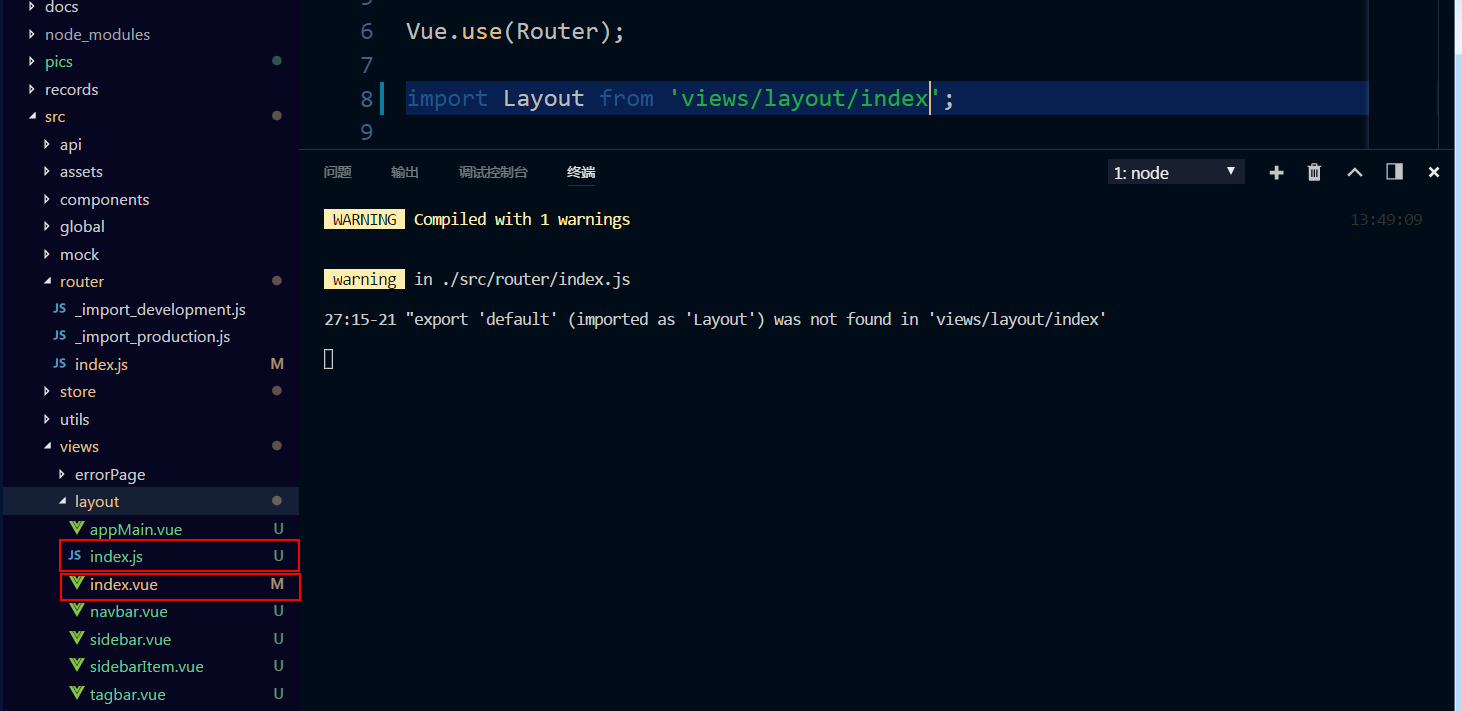 docs
node_modules
pics
records
src
api
assets
components
global
mock
router
JS _import_development.js
JS _import_production.js
JS index.js M
store
utils
views
errorPage
layout
appMain.vue U
JS index.js U
index.vue M
navbar.vue U
sidebar.vue U
sidebarItem.vue U
tagbar.vue U
6 Vue.use(Router);
7
8 import Layout from 'views/layout/index';
9
问题 输出 调试控制台 终端 1: node
WARNING Compiled with 1 warnings 13:49:09
warning in ./src/router/index.js
27:15-21 "export 'default' (imported as 'Layout') was not found in 'views/layout/index'